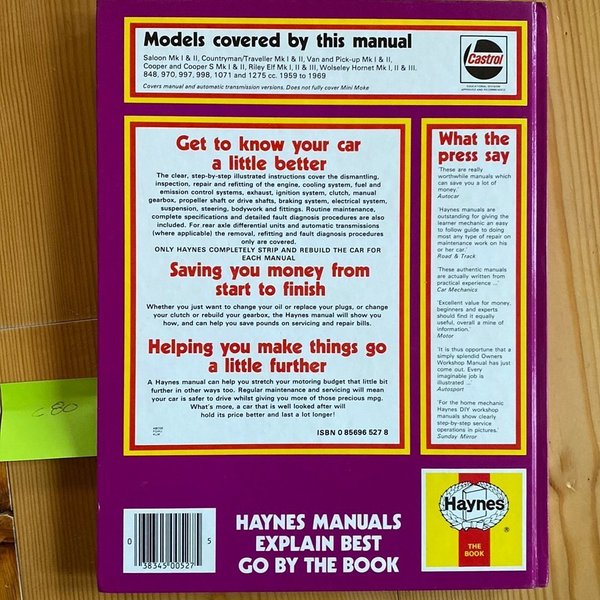 Models covered by this manual
Saloon Mk I & II, Countryman/Traveller Mk I & II, Van and Pick-up Mk I & II,
Cooper and Cooper S Mk I & II, Riley Elf Mk I, II & III, Wolseley Hornet Mk I, II & III.
848, 970, 997, 998, 1071 and 1275 cc. 1959 to 1969
Covers manual and automatic transmission versions. Does not fully cover Mini Moke
Castrol
Get to know your car
a little better
The clear, step-by-step illustrated instructions cover the dismantling,
inspection, repair and refitting of the engine, cooling system, fuel and
emission control systems, exhaust, ignition system, clutch, manual
gearbox, propeller shaft or drive shafts, braking system, electrical system,
suspension, steering, bodywork and fittings. Routine maintenance,
complete specifications and detailed fault diagnosis procedures are also
included. For rear axle differential units and automatic transmissions
(where applicable) the removal, refitting and fault diagnosis procedures
only are covered.
ONLY HAYNES COMPLETELY STRIP AND REBUILD THE CAR FOR
EACH MANUAL
Saving you money from
start to finish
Whether you just want to change your oil or replace your plugs, or change
your clutch or rebuild your gearbox, the Haynes manual will show you
how, and can help you save pounds on servicing and repair bills.
Helping you make things go
a little further
A Haynes manual can help you stretch your motoring budget that little bit
further in other ways too. Regular maintenance and servicing will mean
your car is safer to drive whilst giving you more of those precious mpg.
What's more, a car that is well looked after will
hold its price better and last a lot longer!
ISBN 0 85696 527 8
What the
press say
'These are really
worthwhile manuals which
can save you a lot of
money.'
Autocar
'Haynes manuals are
outstanding for giving the
learner mechanic an easy
to follow guide to doing
most any type of repair on
maintenance work on his
or her car.'
Road & Track
'These authentic manuals
are actually written from
practical experience ...'
Car Mechanics
'Excellent value for money,
beginners and experts
should find it equally
useful, overall a mine of
information.'
Motor
'It is thus opportune that a
simply splendid Owners
Workshop Manual has just
come out. Every
imaginable job is
illustrated ...'
Autosport
'For the home mechanic
Haynes DIY workshop
manuals show clearly
step-by-step service
operations in pictures.'
Sunday Mirror
0 38345 00527 5
HAYNES MANUALS
EXPLAIN BEST
GO BY THE BOOK
Haynes
®
THE
BOOK